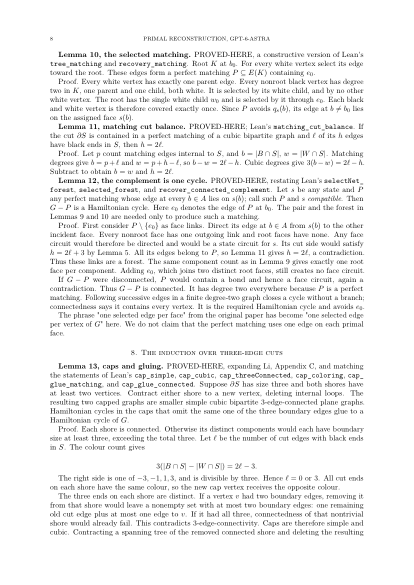 8 PRIMAL RECONSTRUCTION, GPT-6-ASTRA
Lemma 10, the selected matching. PROVED-HERE, a constructive version of Lean's
tree_matching and recovery_matching. Root K at b₀. For every white vertex select its edge
toward the root. These edges form a perfect matching P ⊆ E(K) containing e₀.
Proof. Every white vertex has exactly one parent edge. Every nonroot black vertex has degree
two in K, one parent and one child, both white. It is selected by its white child, and by no other
white vertex. The root has the single white child w₀ and is selected by it through e₀. Each black
and white vertex is therefore covered exactly once. Since P avoids qₛ(b), its edge at b ≠ b₀ lies
on the assigned face s(b).
Lemma 11, matching cut balance. PROVED-HERE; Lean's matching_cut_balance. If
the cut ∂S is contained in a perfect matching of a cubic bipartite graph and ℓ of its h edges
have black ends in S, then h = 2ℓ.
Proof. Let p count matching edges internal to S, and b = |B ∩ S|, w = |W ∩ S|. Matching
degrees give b = p + ℓ and w = p + h − ℓ, so b − w = 2ℓ − h. Cubic degrees give 3(b − w) = 2ℓ − h.
Subtract to obtain b = w and h = 2ℓ.
Lemma 12, the complement is one cycle. PROVED-HERE, restating Lean's selectNet_
forest, selected_forest, and recover_connected_complement. Let s be any state and P
any perfect matching whose edge at every b ∈ A lies on s(b); call such P and s compatible. Then
G − P is a Hamiltonian cycle. Here e₀ denotes the edge of P at b₀. The pair and the forest in
Lemmas 9 and 10 are needed only to produce such a matching.
Proof. First consider P \ {e₀} as face links. Direct its edge at b ∈ A from s(b) to the other
incident face. Every nonroot face has one outgoing link and root faces have none. Any face
circuit would therefore be directed and would be a state circuit for s. Its cut side would satisfy
h = 2ℓ + 3 by Lemma 5. All its edges belong to P, so Lemma 11 gives h = 2ℓ, a contradiction.
Thus these links are a forest. The same component count as in Lemma 9 gives exactly one root
face per component. Adding e₀, which joins two distinct root faces, still creates no face circuit.
If G − P were disconnected, P would contain a bond and hence a face circuit, again a
contradiction. Thus G − P is connected. It has degree two everywhere because P is a perfect
matching. Following successive edges in a finite degree-two graph closes a cycle without a branch;
connectedness says it contains every vertex. It is the required Hamiltonian cycle and avoids e₀.
The phrase "one selected edge per face" from the original paper has become "one selected edge
per vertex of G" here. We do not claim that the perfect matching uses one edge on each primal
face.
8. The induction over three-edge cuts
Lemma 13, caps and gluing. PROVED-HERE, expanding Li, Appendix C, and matching
the statements of Lean's cap_simple, cap_cubic, cap_threeConnected, cap_coloring, cap_
glue_matching, and cap_glue_connected. Suppose ∂S has size three and both shores have
at least two vertices. Contract either shore to a new vertex, deleting internal loops. The
resulting two capped graphs are smaller simple cubic bipartite 3-edge-connected plane graphs.
Hamiltonian cycles in the caps that omit the same one of the three boundary edges glue to a
Hamiltonian cycle of G.
Proof. Each shore is connected. Otherwise its distinct components would each have boundary
size at least three, exceeding the total three. Let ℓ be the number of cut edges with black ends
in S. The colour count gives
3(|B ∩ S| − |W ∩ S|) = 2ℓ − 3.
The right side is one of −3, −1, 1, 3, and is divisible by three. Hence ℓ = 0 or 3. All cut ends
on each shore have the same colour, so the new cap vertex receives the opposite colour.
The three ends on each shore are distinct. If a vertex v had two boundary edges, removing it
from that shore would leave a nonempty set with at most two boundary edges: one remaining
old cut edge plus at most one edge to v. If it had all three, connectedness of that nontrivial
shore would already fail. This contradicts 3-edge-connectivity. Caps are therefore simple and
cubic. Contracting a spanning tree of the removed connected shore and deleting the resulting